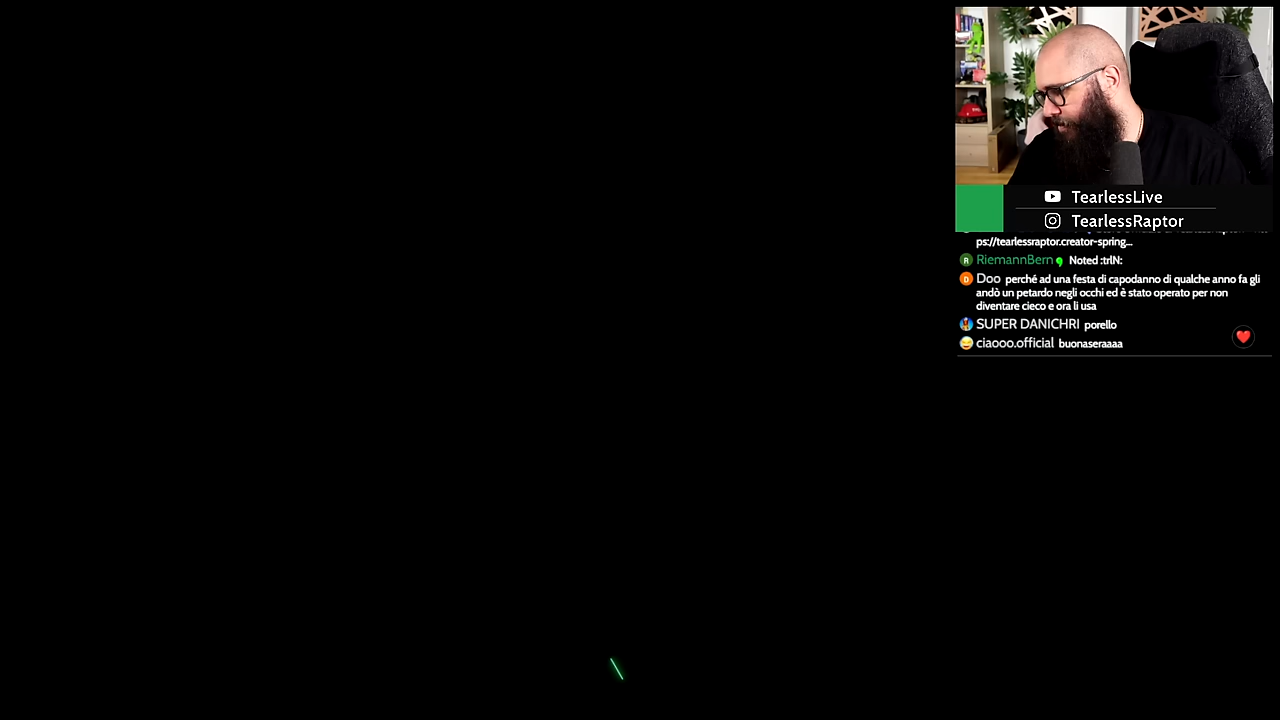 TearlessLive
TearlessRaptor
ps://tearlessraptor.creator-spring...
RiemannBern Noted :trlN:
Doo perché ad una festa di capodanno di qualche anno fa gli
andò un petardo negli occhi ed è stato operato per non
diventare cieco e ora li usa
SUPER DANICHRI porello
ciaooo.official buonaseraaaa